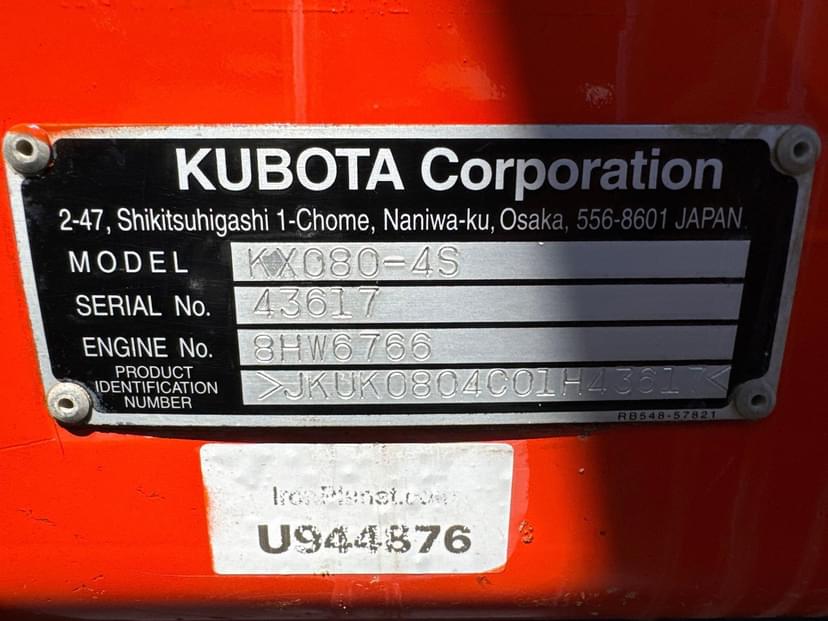 KUBOTA Corporation
2-47, Shikitsuhigashi 1-Chome, Naniwa-ku, Osaka, 556-8601 JAPAN
MODEL KX080-4S
SERIAL No. 43617
ENGINE No. 8HW6766
PRODUCT IDENTIFICATION NUMBER >JKUK0804C01H43617<
RB548-57821
IronPlanet.com
U944876